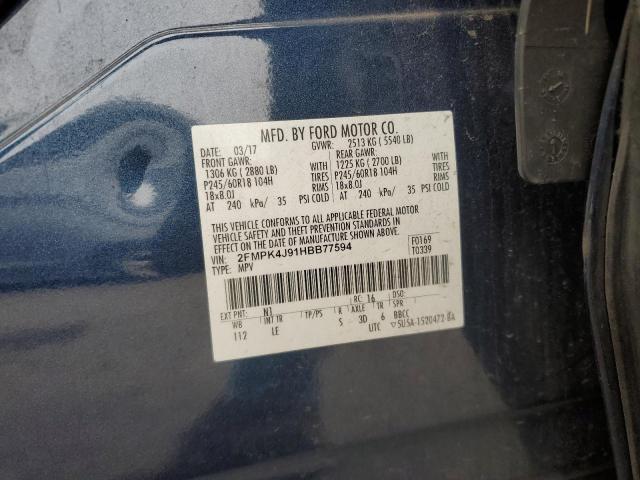 MFD. BY FORD MOTOR CO.
DATE: 03/17 GVWR: 2513 KG ( 5540 LB)
FRONT GAWR: REAR GAWR:
1306 KG ( 2880 LB) WITH 1225 KG ( 2700 LB) WITH
P245/60R18 104H TIRES P245/60R18 104H TIRES
18x8.0J RIMS 18x8.0J RIMS
AT 240 kPa/ 35 PSI COLD AT 240 kPa/ 35 PSI COLD
THIS VEHICLE CONFORMS TO ALL APPLICABLE FEDERAL MOTOR
VEHICLE SAFETY AND THEFT PREVENTION STANDARDS IN
EFFECT ON THE DATE OF MANUFACTURE SHOWN ABOVE.
VIN: 2FMPK4J91HBB77594 F0169
TYPE: MPV T0339
EXT PNT: N1 RC: 16 DSO:
WB INT TR TP/PS R AXLE TR SPR
112 LE S 3D 6 BBCC
UTC 5U5A-1520472-BA